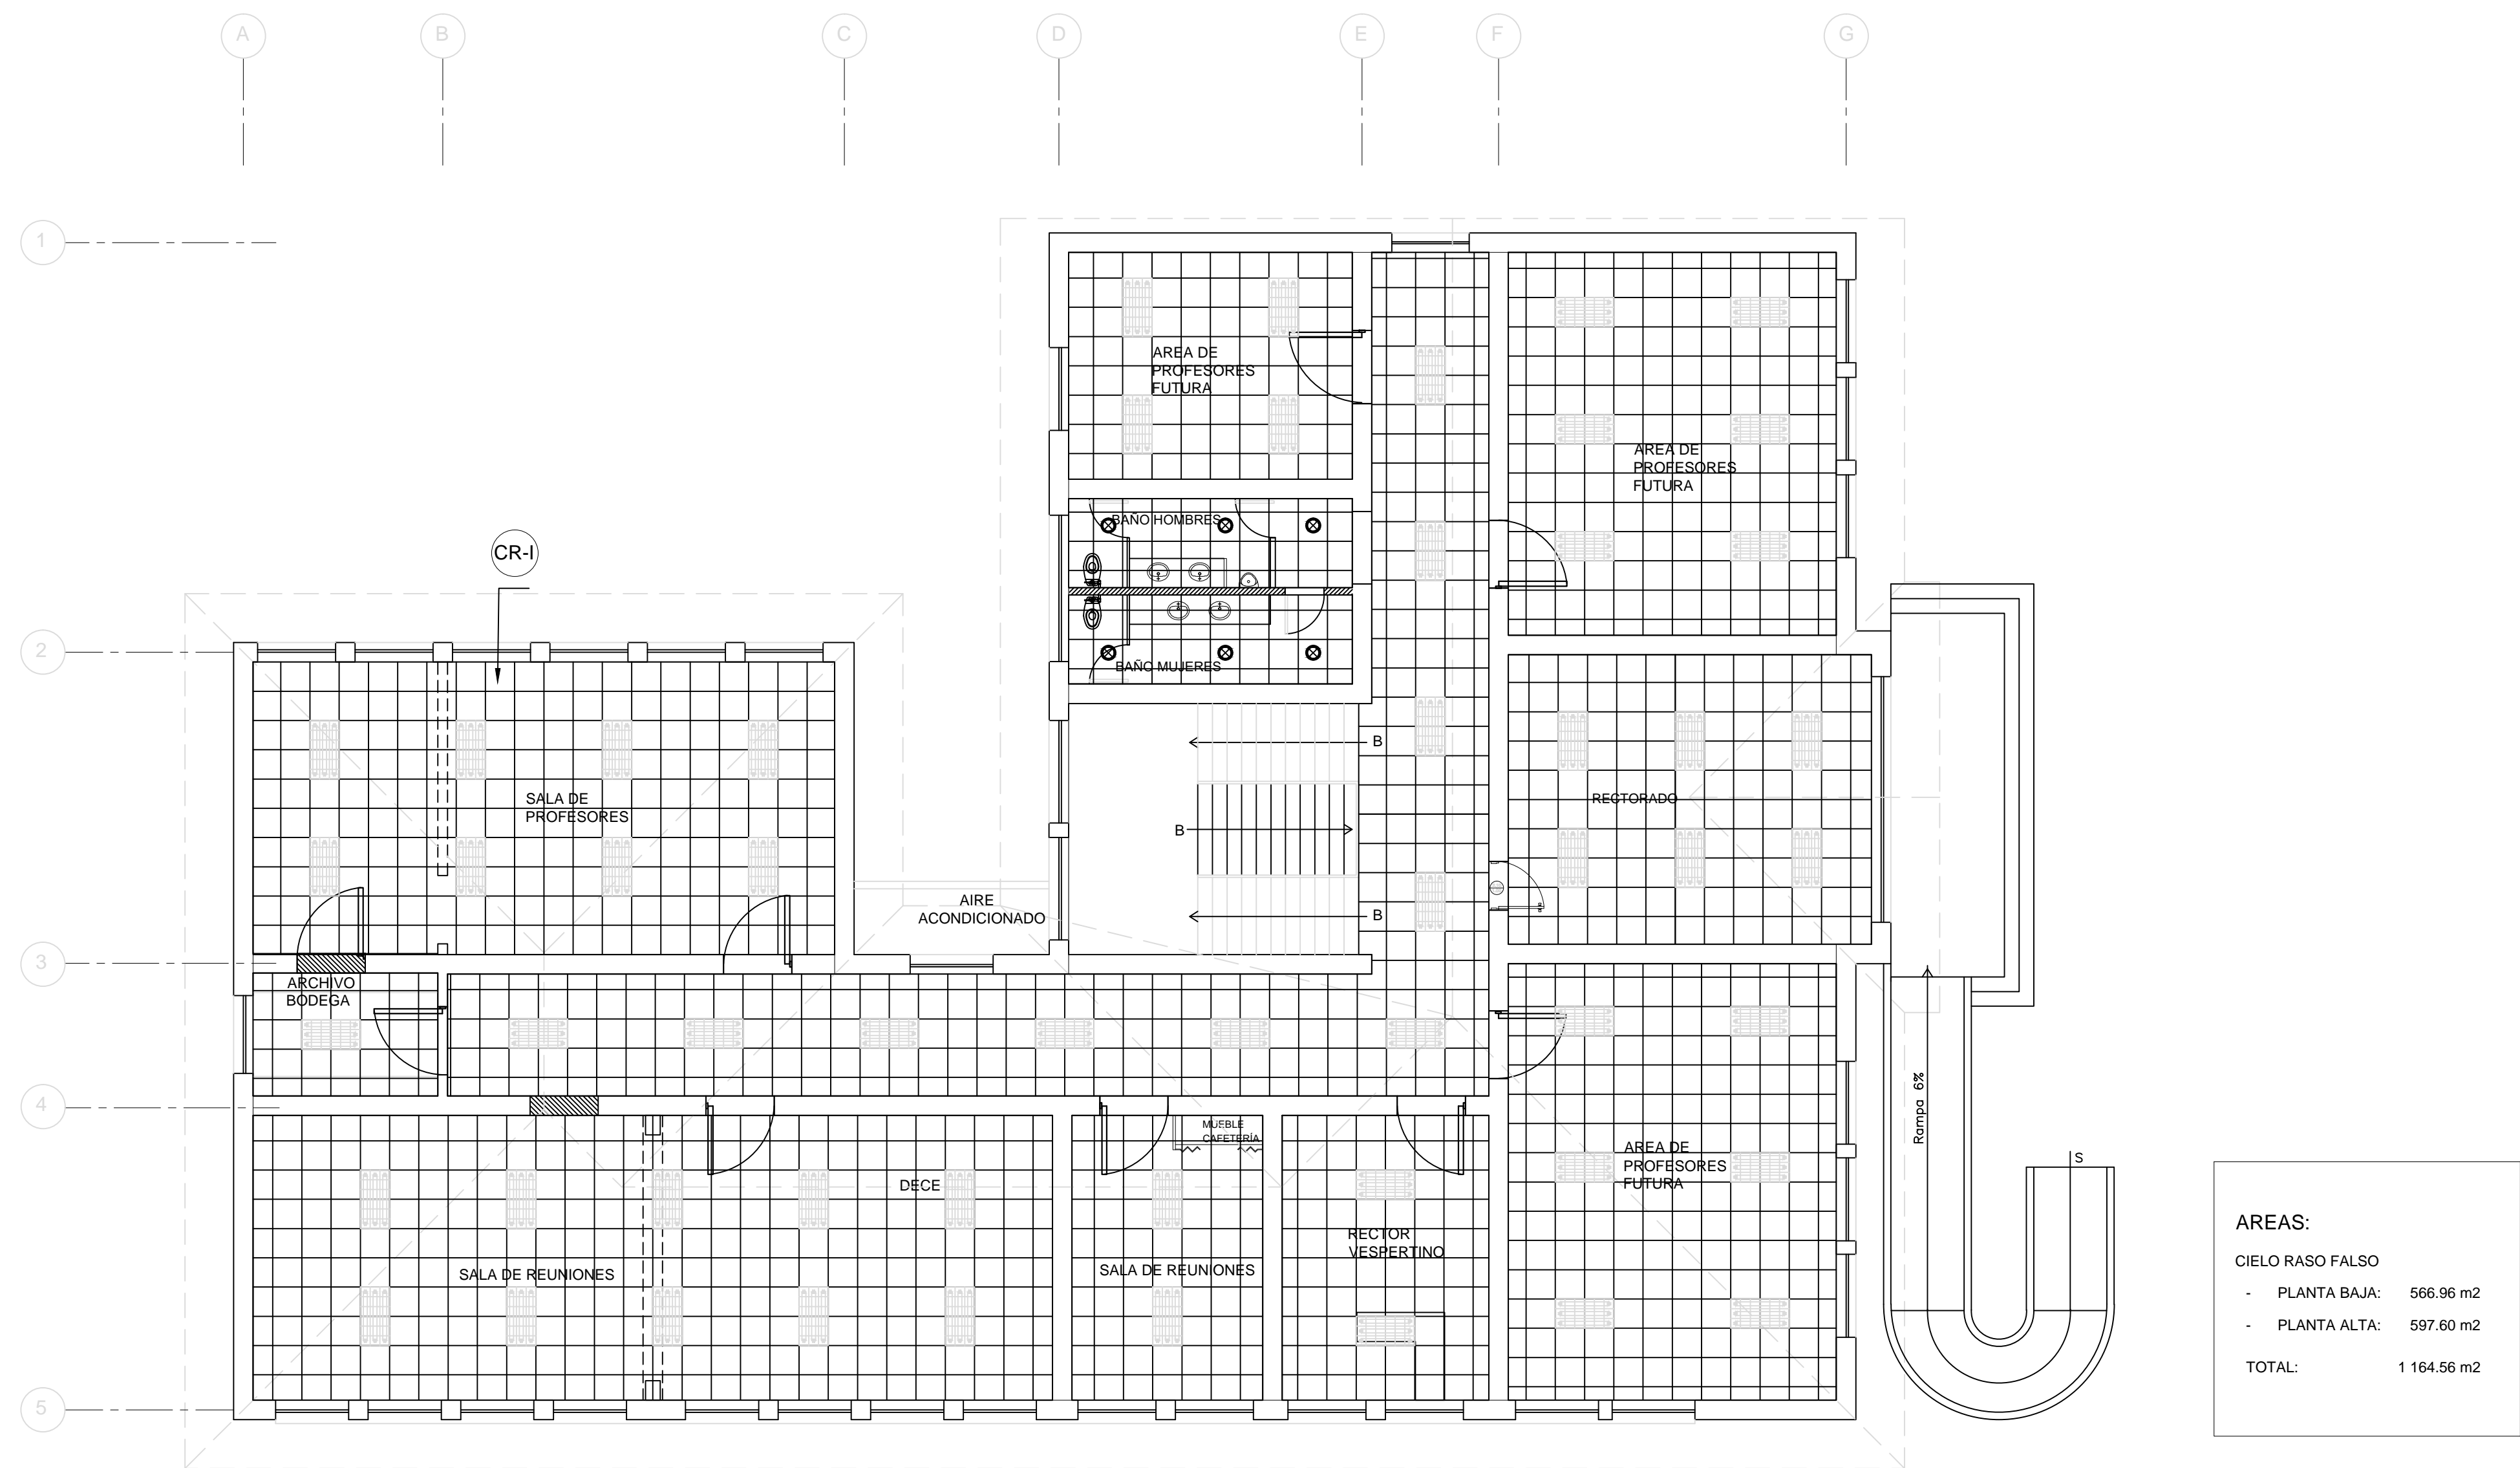 A B C D E F G
1
2
3
4
5
AREA DE
PROFESORES
FUTURA
AREA DE
PROFESORES
FUTURA
BAÑO HOMBRES
CR-I
BAÑO MUJERES
B
B
B
SALA DE
PROFESORES
RECTORADO
AIRE
ACONDICIONADO
ARCHIVO
BODEGA
Rampa 6%
S
MUEBLE
CAFETERÍA
AREA DE
PROFESORES
FUTURA
DECE
RECTOR
VESPERTINO
SALA DE REUNIONES
SALA DE REUNIONES
AREAS:
CIELO RASO FALSO
- PLANTA BAJA: 566.96 m2
- PLANTA ALTA: 597.60 m2
TOTAL: 1 164.56 m2